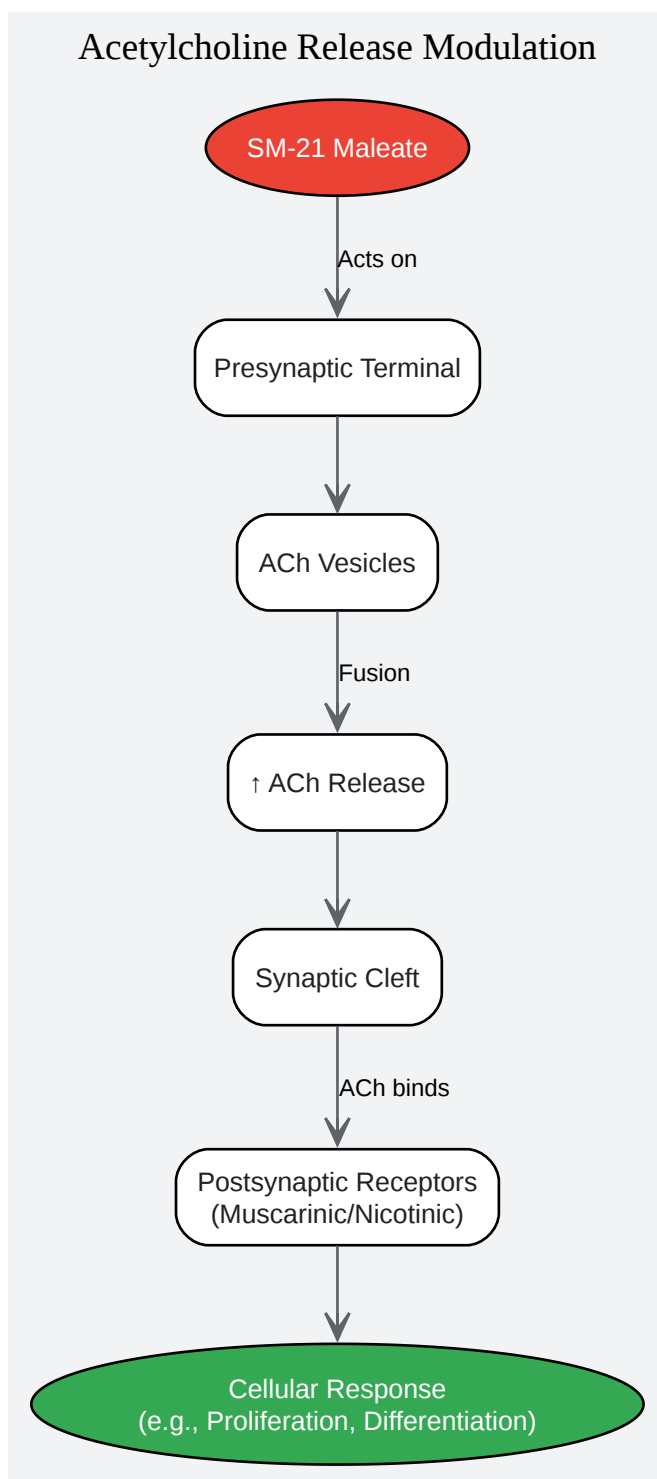 Acetylcholine Release Modulation
SM-21 Maleate
Acts on
Presynaptic Terminal
ACh Vesicles
Fusion
↑ ACh Release
Synaptic Cleft
ACh binds
Postsynaptic Receptors
(Muscarinic/Nicotinic)
Cellular Response
(e.g., Proliferation, Differentiation)